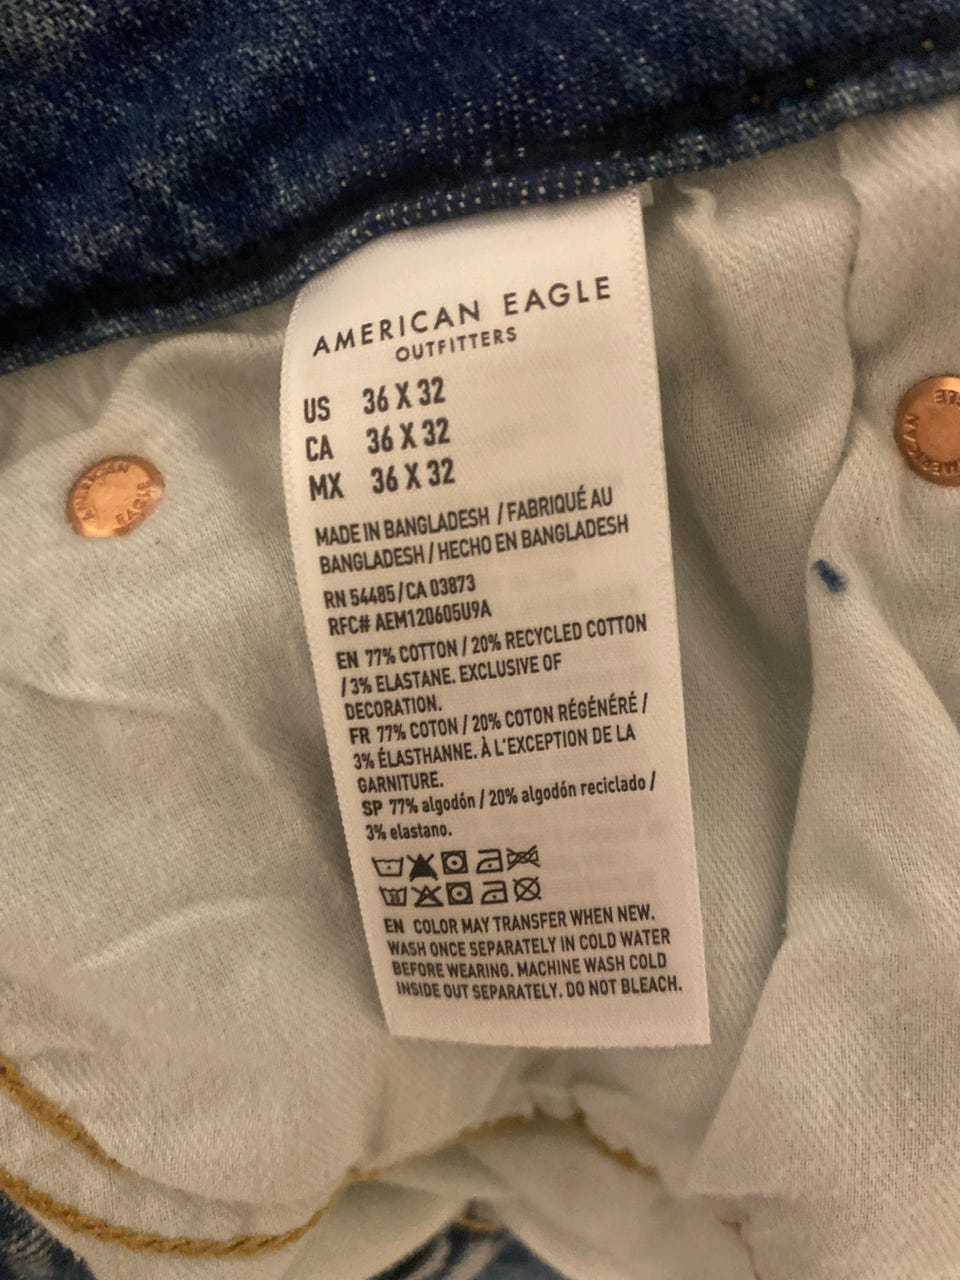 AMERICAN EAGLE
OUTFITTERS
US 36 X 32
CA 36 X 32
MX 36 X 32
MADE IN BANGLADESH / FABRIQUÉ AU
BANGLADESH / HECHO EN BANGLADESH
RN 54485 / CA 03873
RFC# AEM120605U9A
EN 77% COTTON / 20% RECYCLED COTTON
/ 3% ELASTANE. EXCLUSIVE OF
DECORATION.
FR 77% COTON / 20% COTON RÉGÉNÉRÉ /
3% ÉLASTHANNE. À L'EXCEPTION DE LA
GARNITURE.
SP 77% algodón / 20% algodón reciclado /
3% elastano.
EN COLOR MAY TRANSFER WHEN NEW.
WASH ONCE SEPARATELY IN COLD WATER
BEFORE WEARING. MACHINE WASH COLD
INSIDE OUT SEPARATELY. DO NOT BLEACH.
AMERICAN
EAGLE